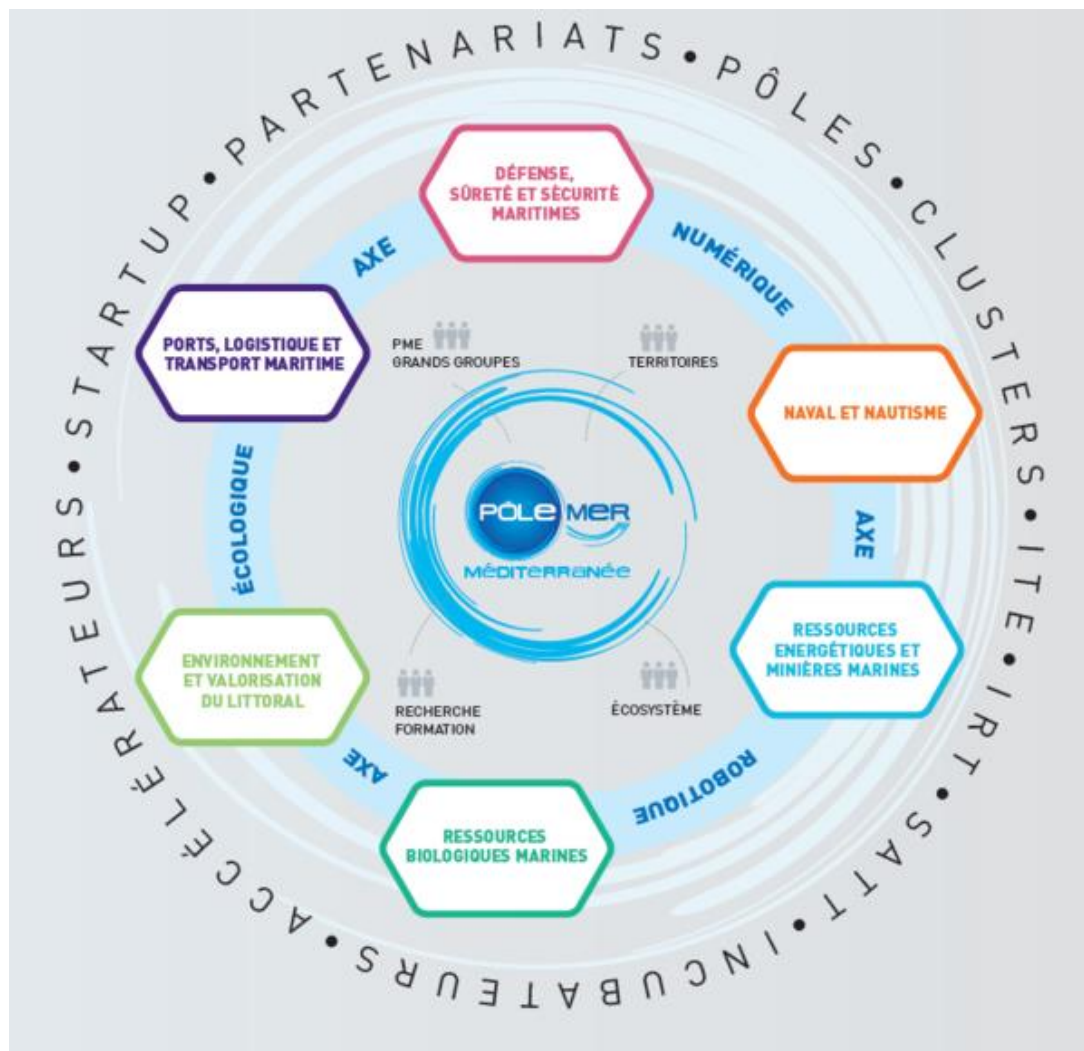 STARTUP • PARTENARIATS • PÔLES • CLUSTERS • ITE • IRT • SATT • INCUBATEURS • ACCÉLÉRATEURS •
DÉFENSE,
SÛRETÉ ET SÉCURITÉ
MARITIMES
AXE
NUMÉRIQUE
PORTS, LOGISTIQUE ET
TRANSPORT MARITIME
PME
GRANDS GROUPES
TERRITOIRES
NAVAL ET NAUTISME
ÉCOLOGIQUE
PÔLE MER
MÉDITERRANÉE
AXE
ENVIRONNEMENT
ET VALORISATION
DU LITTORAL
RESSOURCES
ENERGÉTIQUES ET
MINIÈRES MARINES
RECHERCHE
FORMATION
ÉCOSYSTÈME
AXE
ROBOTIQUE
RESSOURCES
BIOLOGIQUES MARINES